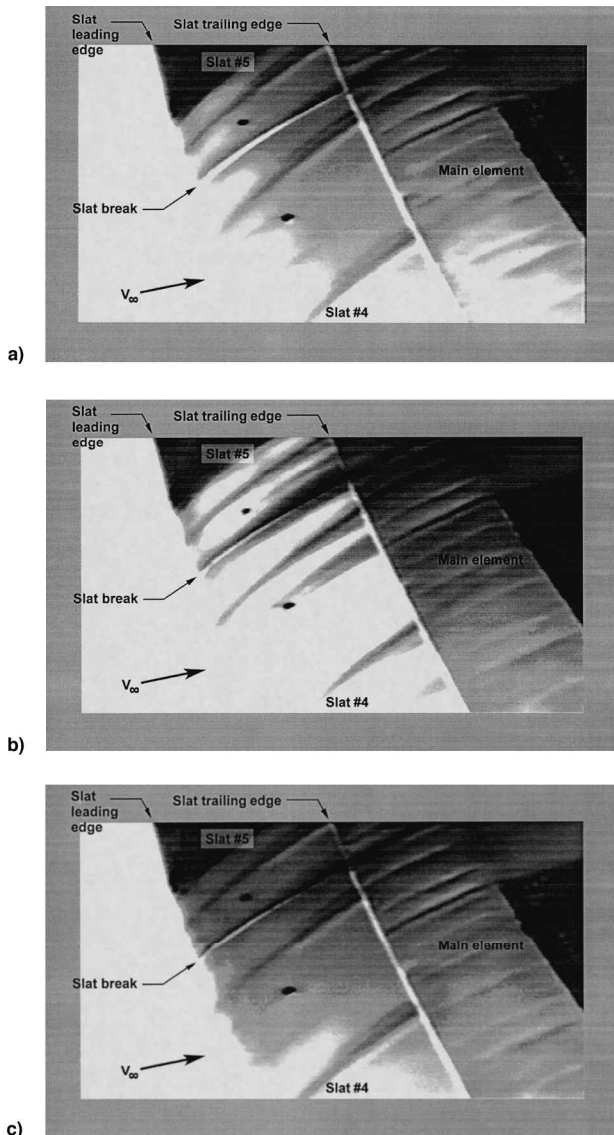 Slat
leading
edge
Slat trailing edge
Slat #5
Main element
Slat break
V∞
Slat #4
a)
Slat
leading
edge
Slat trailing edge
Slat #5
Main element
Slat break
V∞
Slat #4
b)
Slat
leading
edge
Slat trailing edge
Slat #5
Main element
Slat break
V∞
Slat #4
c)